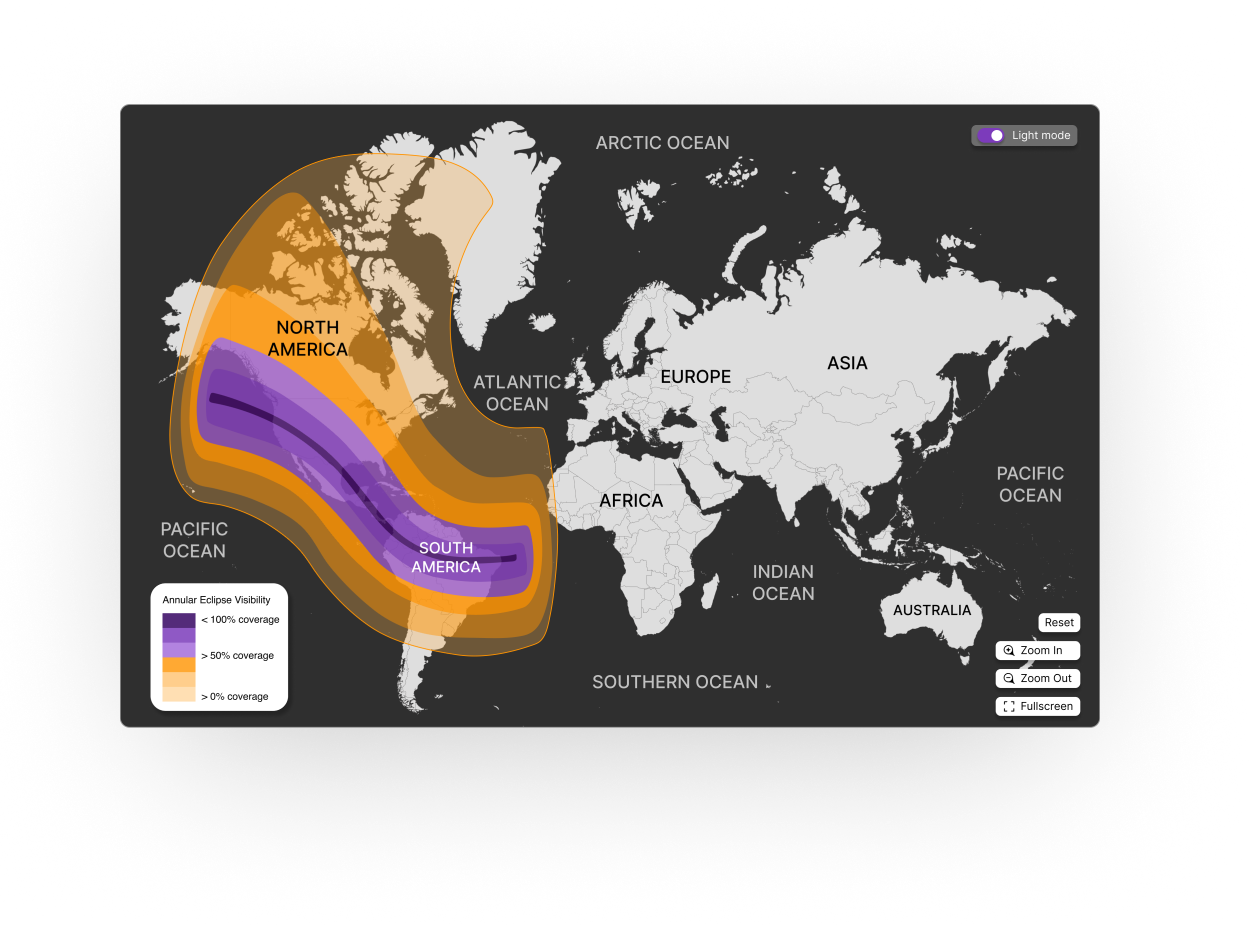 ARCTIC OCEAN
Light mode
NORTH
AMERICA
ATLANTIC
OCEAN
EUROPE
ASIA
AFRICA
PACIFIC
OCEAN
PACIFIC
OCEAN
SOUTH
AMERICA
INDIAN
OCEAN
AUSTRALIA
Annular Eclipse Visibility
< 100% coverage
> 50% coverage
> 0% coverage
SOUTHERN OCEAN
Reset
Zoom In
Zoom Out
Fullscreen